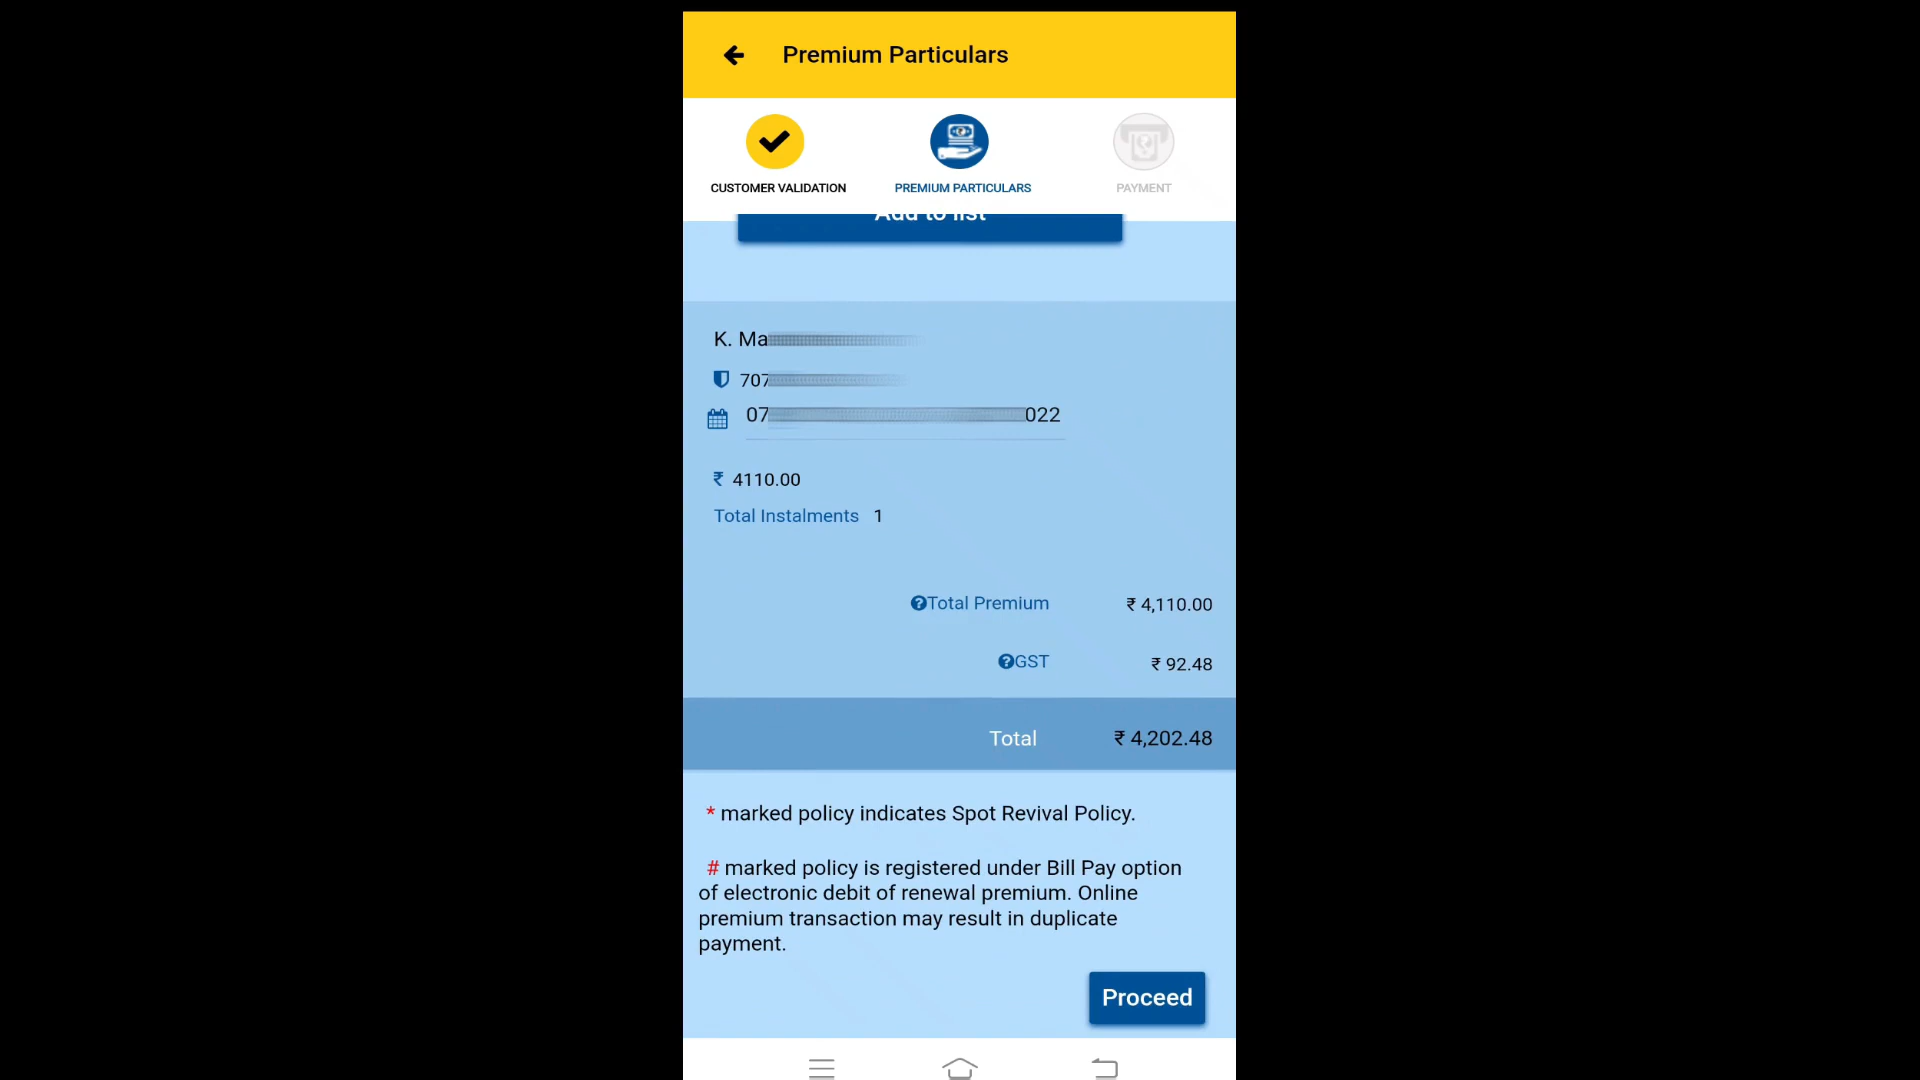 Premium Particulars
CUSTOMER VALIDATION
PREMIUM PARTICULARS
PAYMENT
Add to list
K. Ma
707
07 022
₹ 4110.00
Total Instalments 1
Total Premium ₹ 4,110.00
GST ₹ 92.48
Total ₹ 4,202.48
* marked policy indicates Spot Revival Policy.
# marked policy is registered under Bill Pay option
of electronic debit of renewal premium. Online
premium transaction may result in duplicate
payment.
Proceed